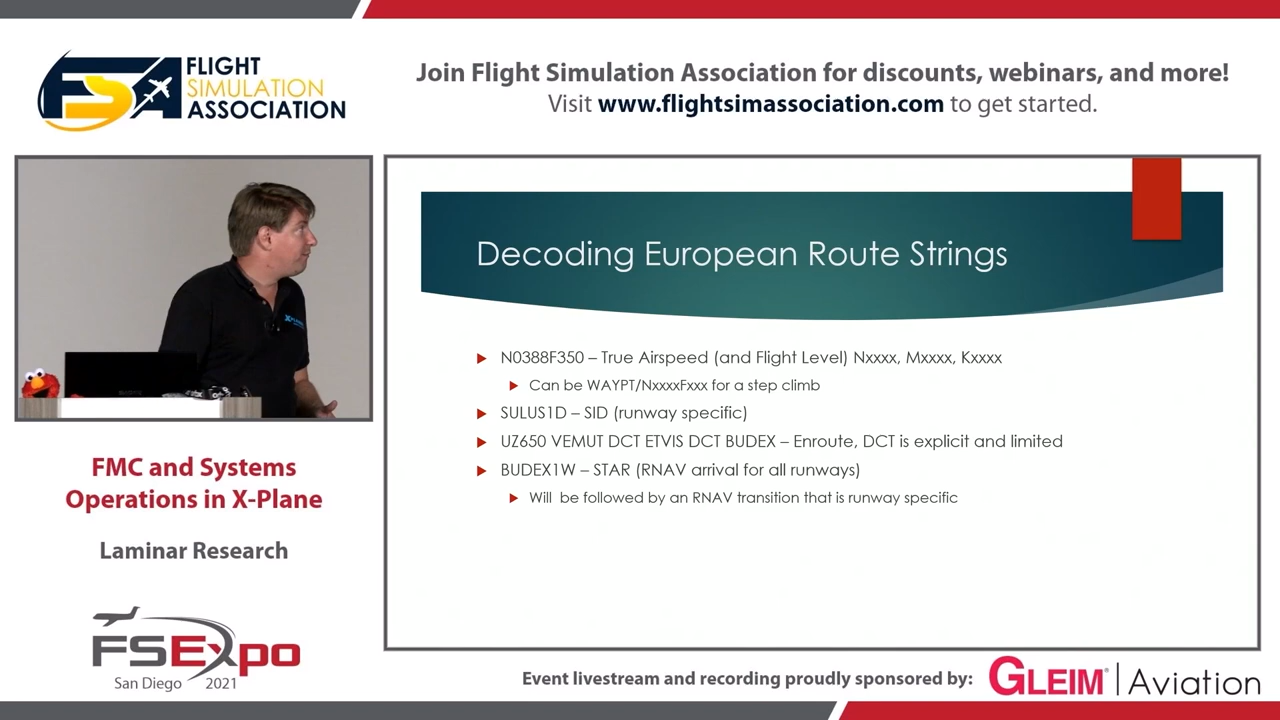 FLIGHT
SIMULATION
ASSOCIATION
Join Flight Simulation Association for discounts, webinars, and more!
Visit www.flightsimassociation.com to get started.
Decoding European Route Strings
N0388F350 – True Airspeed (and Flight Level) Nxxxx, Mxxxx, Kxxxx
Can be WAYPT/NxxxxFxxx for a step climb
SULUS1D – SID (runway specific)
UZ650 VEMUT DCT ETVIS DCT BUDEX – Enroute, DCT is explicit and limited
BUDEX1W – STAR (RNAV arrival for all runways)
Will be followed by an RNAV transition that is runway specific
FMC and Systems
Operations in X-Plane
Laminar Research
FSExpo
San Diego 2021
Event livestream and recording proudly sponsored by:
GLEIM® | Aviation